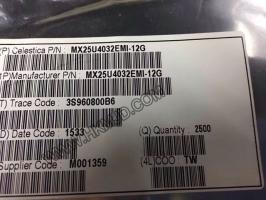 (P) Celestica P/N : MX25U4032EMI-12G
(1P)Manufacturer P/N : MX25U4032EMI-12G
(T) Trace Code : 3S960800B6
(D) Date Code : 1533
(Q) Quantity : 2500
Supplier Code : M001359
(4L)COO : TW